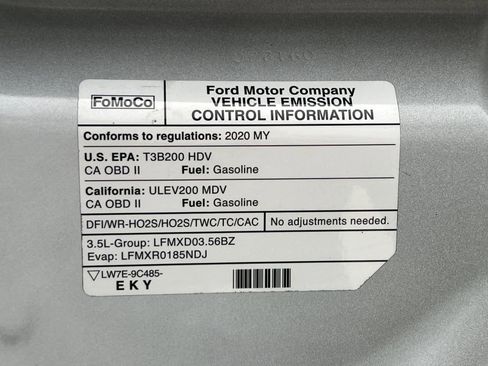 FoMoCo
Ford Motor Company
VEHICLE EMISSION
CONTROL INFORMATION
Conforms to regulations: 2020 MY
U.S. EPA: T3B200 HDV
CA OBD II Fuel: Gasoline
California: ULEV200 MDV
CA OBD II Fuel: Gasoline
DFI/WR-HO2S/HO2S/TWC/TC/CAC
No adjustments needed.
3.5L-Group: LFMXD03.56BZ
Evap: LFMXR0185NDJ
LW7E-9C485-
EKY